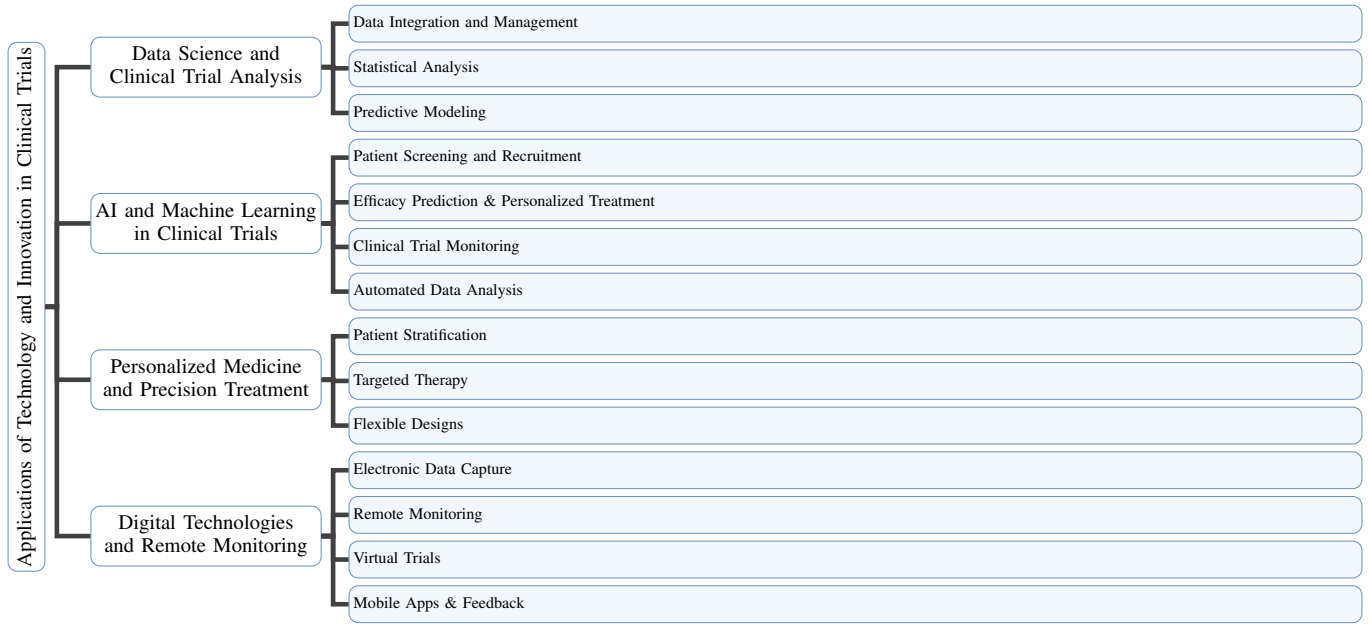 Applications of Technology and Innovation in Clinical Trials
Data Science and
Clinical Trial Analysis
Data Integration and Management
Statistical Analysis
Predictive Modeling
AI and Machine Learning
in Clinical Trials
Patient Screening and Recruitment
Efficacy Prediction & Personalized Treatment
Clinical Trial Monitoring
Automated Data Analysis
Personalized Medicine
and Precision Treatment
Patient Stratification
Targeted Therapy
Flexible Designs
Digital Technologies
and Remote Monitoring
Electronic Data Capture
Remote Monitoring
Virtual Trials
Mobile Apps & Feedback